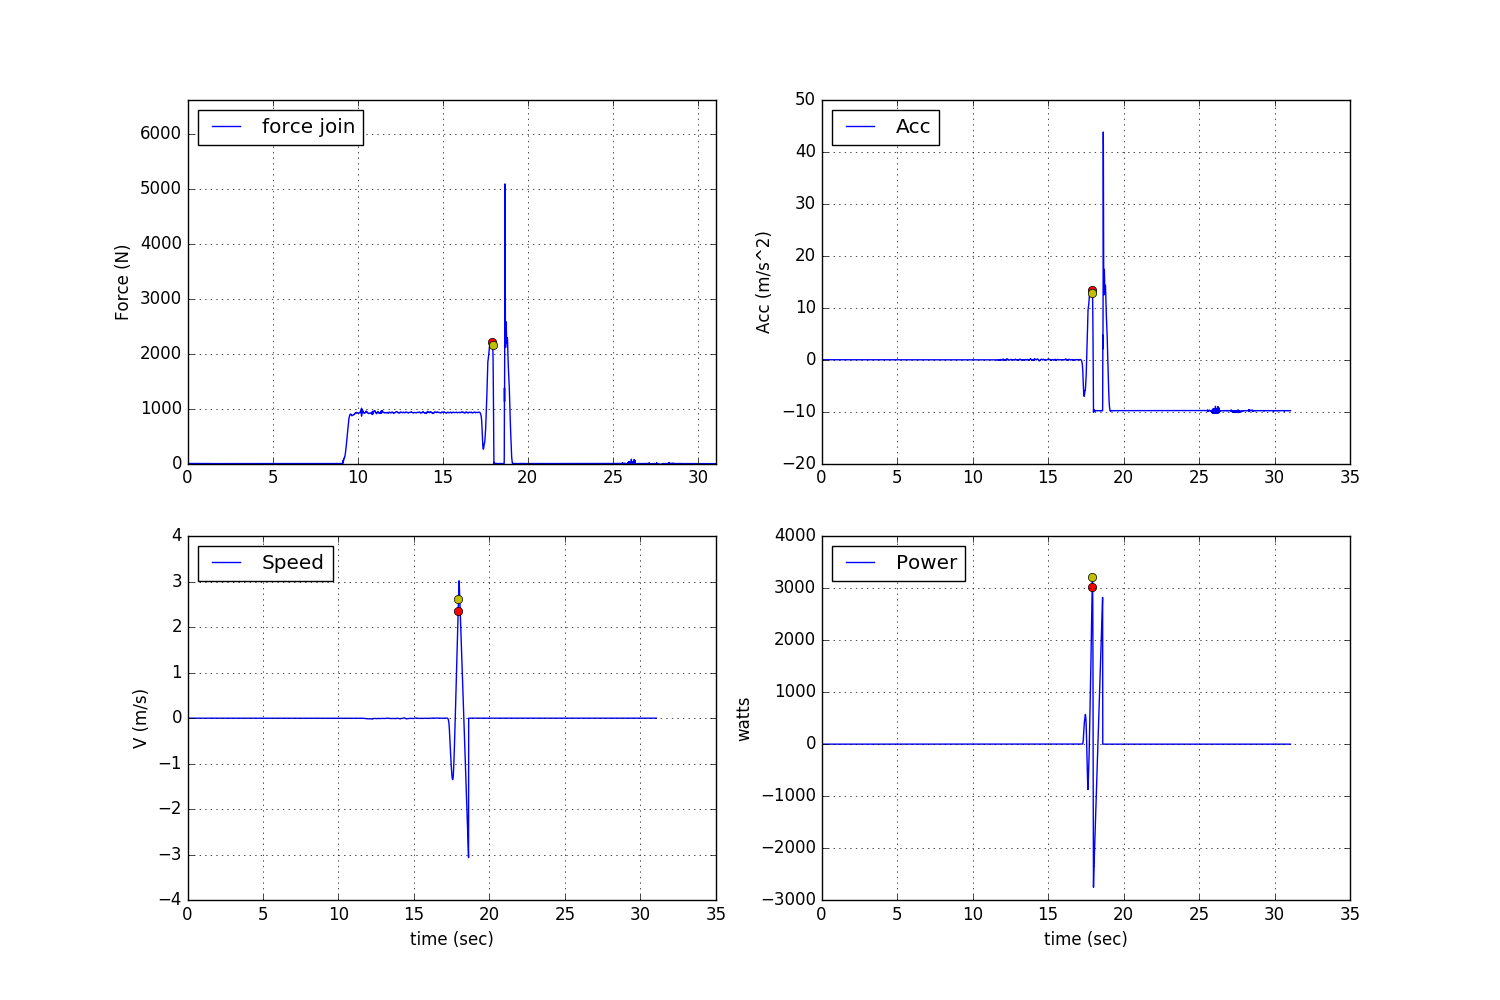 force join
Force (N)
6000
5000
4000
3000
2000
1000
0
0 5 10 15 20 25 30
Acc
Acc (m/s^2)
50
40
30
20
10
0
−10
−20
0 5 10 15 20 25 30 35
Speed
V (m/s)
4
3
2
1
0
−1
−2
−3
−4
0 5 10 15 20 25 30 35
time (sec)
Power
watts
4000
3000
2000
1000
0
−1000
−2000
−3000
0 5 10 15 20 25 30 35
time (sec)